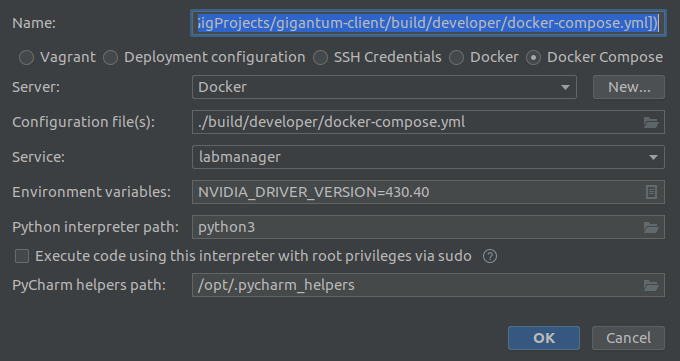 Name: GigProjects/gigantum-client/build/developer/docker-compose.yml])
Vagrant Deployment configuration SSH Credentials Docker Docker Compose
Server: Docker New...
Configuration file(s): ./build/developer/docker-compose.yml
Service: labmanager
Environment variables: NVIDIA_DRIVER_VERSION=430.40
Python interpreter path: python3
Execute code using this interpreter with root privileges via sudo ?
PyCharm helpers path: /opt/.pycharm_helpers
OK Cancel